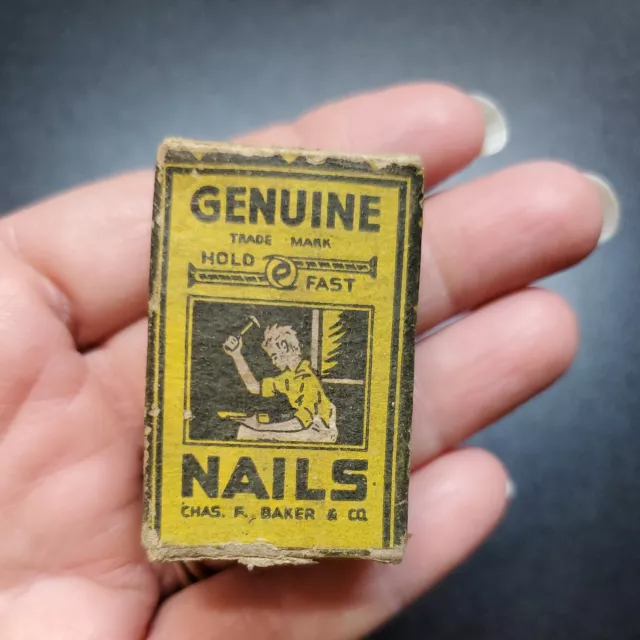 GENUINE
TRADE MARK
HOLD
FAST
NAILS
CHAS. F. BAKER & CO.